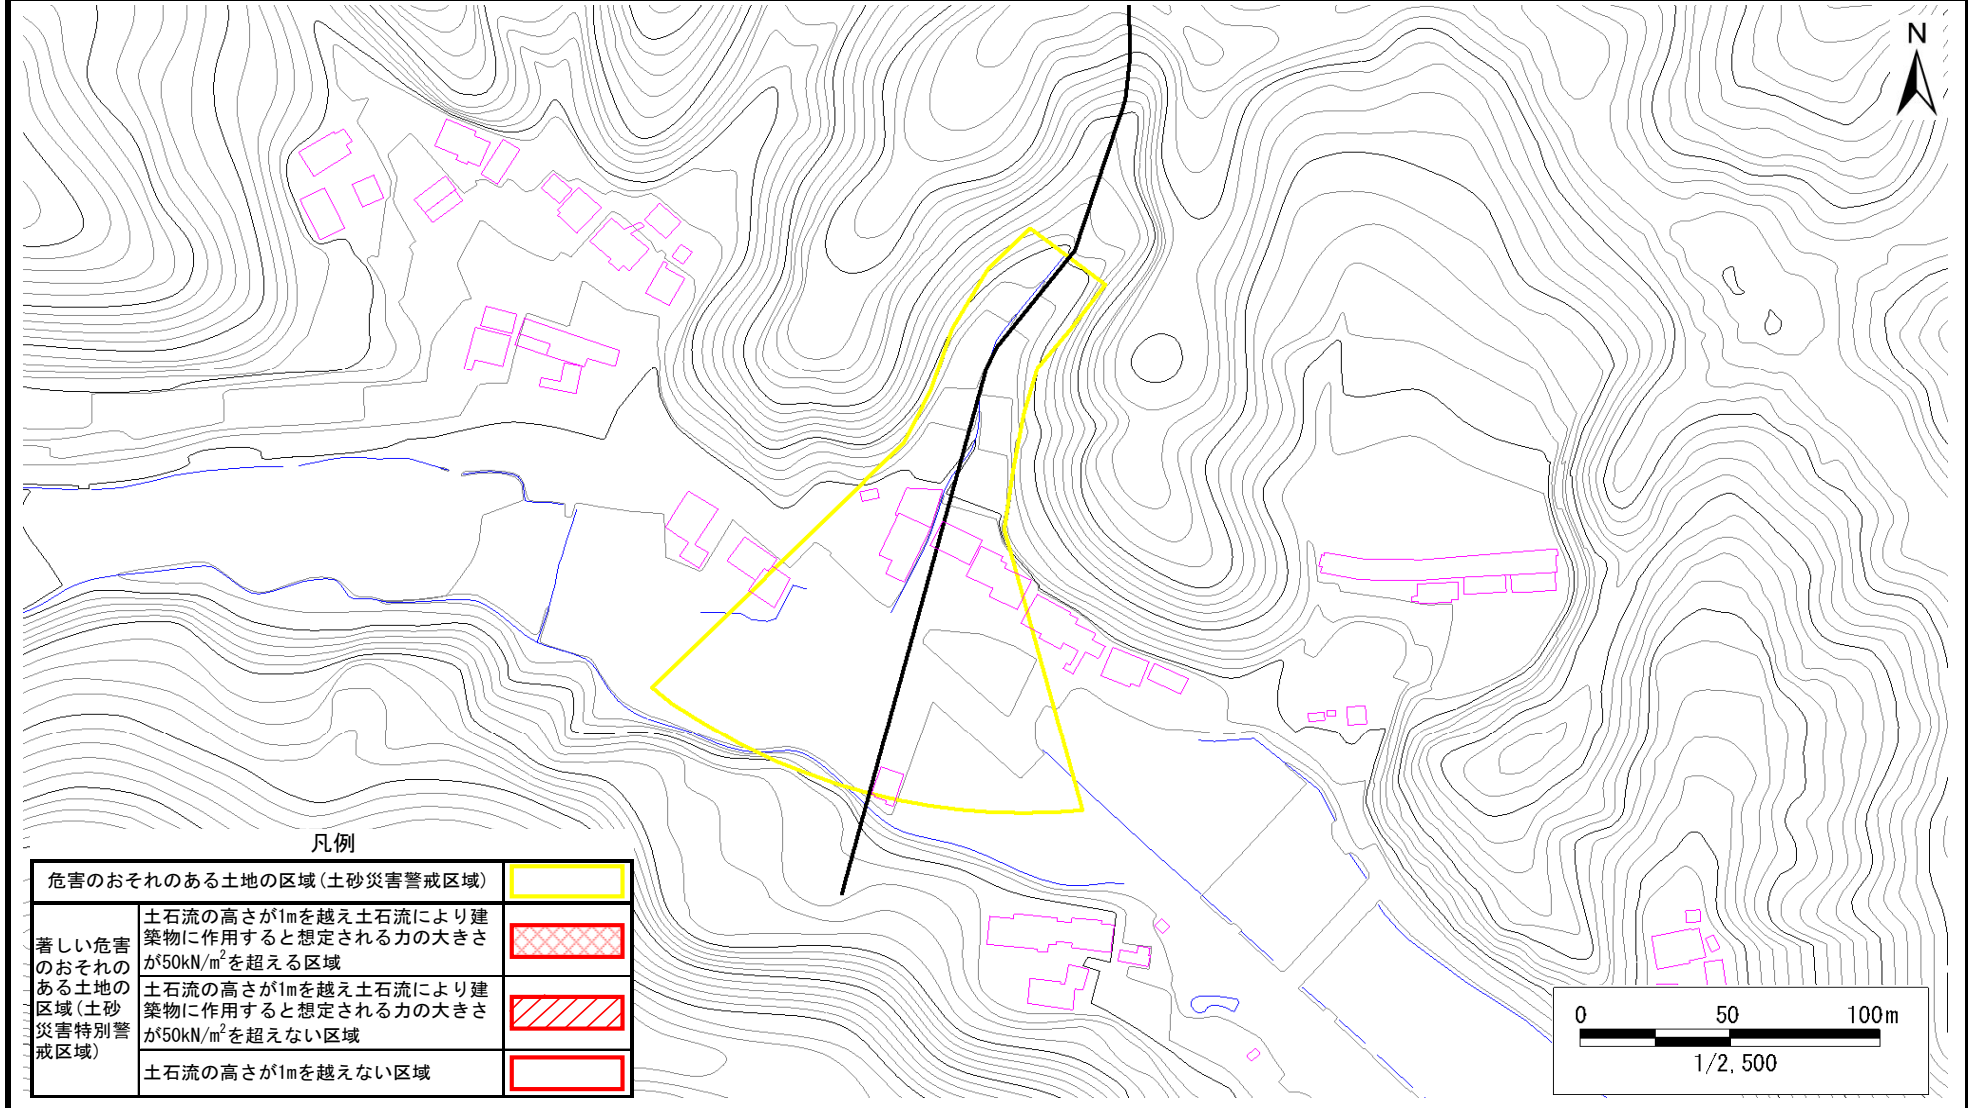 N
凡例
危害のおそれのある土地の区域(土砂災害警戒区域)
著しい危害
のおそれの
ある土地の
区域(土砂
災害特別警
戒区域)
土石流の高さが1mを越え土石流により建
築物に作用すると想定される力の大きさ
が50kN/m²を超える区域
土石流の高さが1mを越え土石流により建
築物に作用すると想定される力の大きさ
が50kN/m²を超えない区域
土石流の高さが1mを越えない区域
0 50 100m
1/2,500